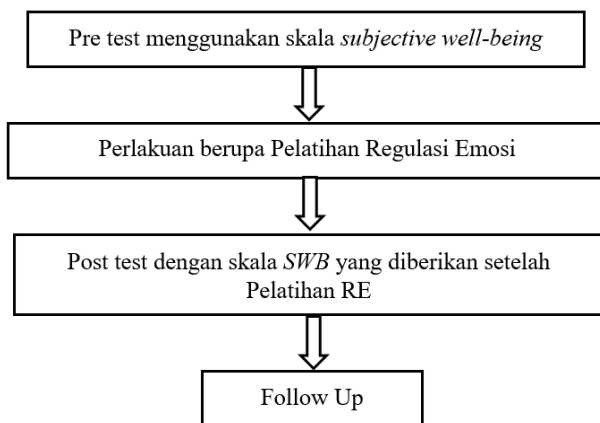 Pre test menggunakan skala subjective well-being
Perlakuan berupa Pelatihan Regulasi Emosi
Post test dengan skala SWB yang diberikan setelah
Pelatihan RE
Follow Up